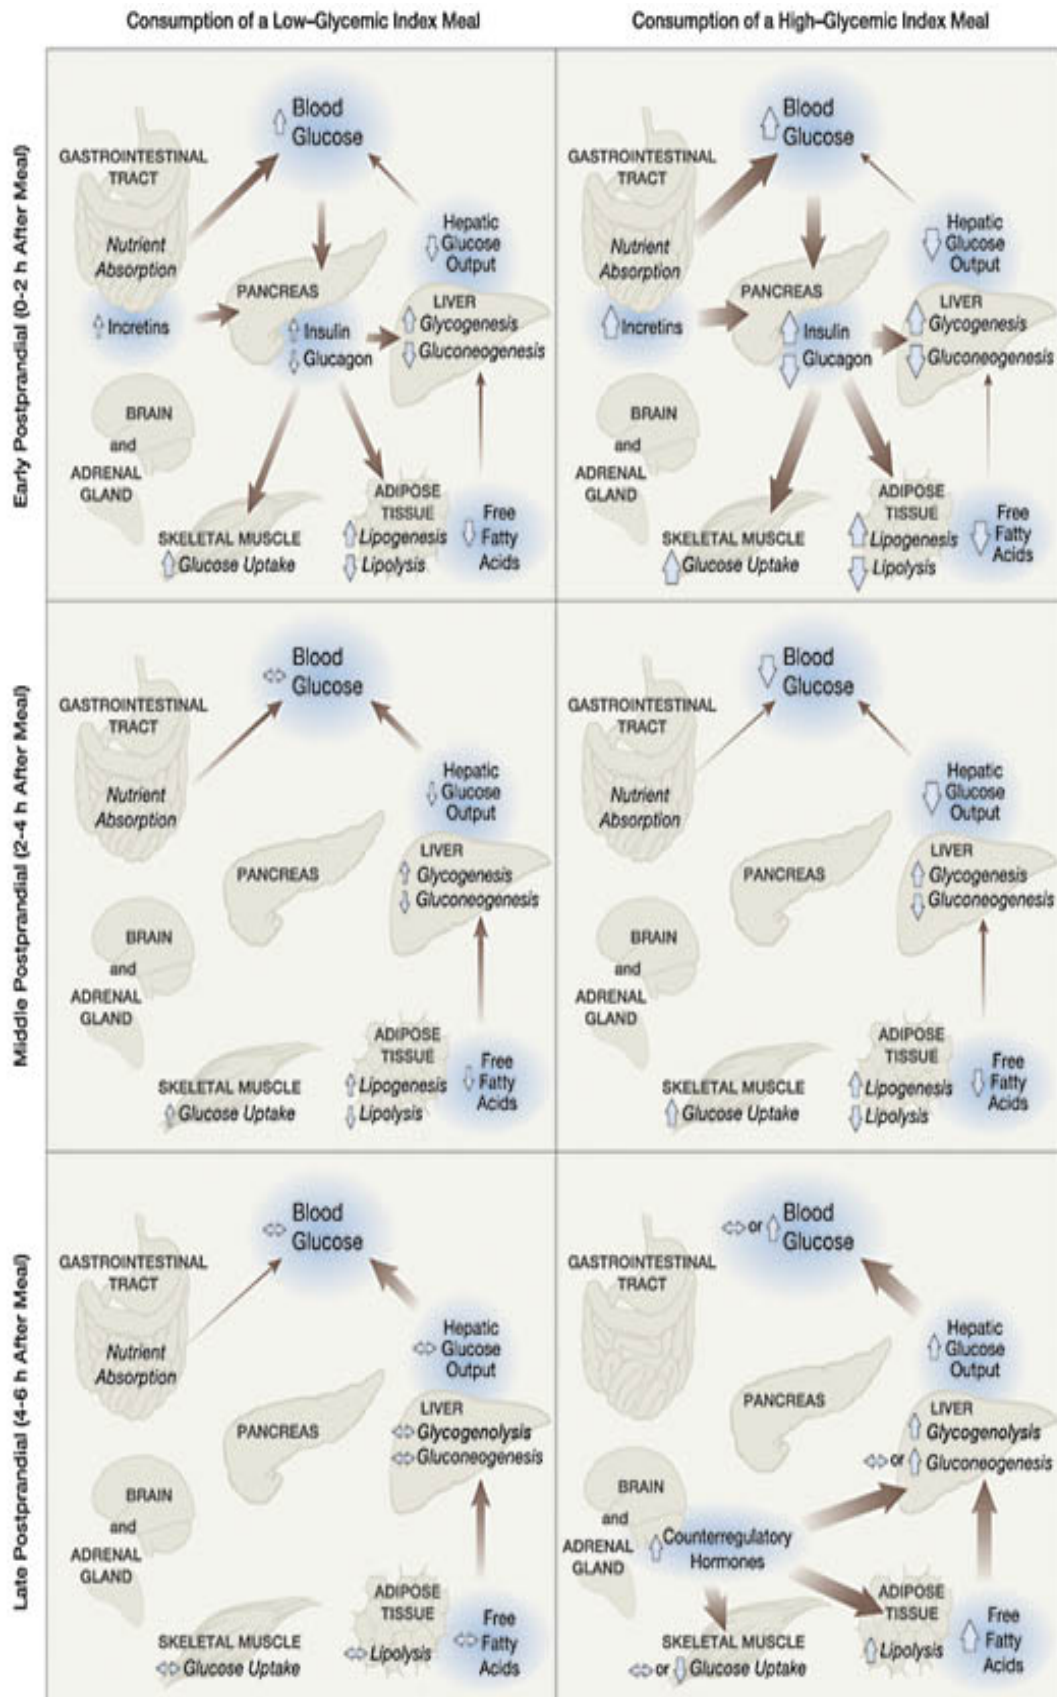 Consumption of a Low–Glycemic Index Meal
Consumption of a High–Glycemic Index Meal
Early Postprandial (0-2 h After Meal)
Blood
Glucose
GASTROINTESTINAL
TRACT
Nutrient
Absorption
Hepatic
Glucose
Output
PANCREAS
LIVER
Incretins
Insulin
Glucagon
Glycogenesis
Gluconeogenesis
BRAIN
and
ADRENAL
GLAND
ADIPOSE
TISSUE
Lipogenesis
Lipolysis
Free
Fatty
Acids
SKELETAL MUSCLE
Glucose Uptake
Blood
Glucose
GASTROINTESTINAL
TRACT
Nutrient
Absorption
Hepatic
Glucose
Output
PANCREAS
LIVER
Incretins
Insulin
Glucagon
Glycogenesis
Gluconeogenesis
BRAIN
and
ADRENAL
GLAND
ADIPOSE
TISSUE
Lipogenesis
Lipolysis
Free
Fatty
Acids
SKELETAL MUSCLE
Glucose Uptake
Middle Postprandial (2-4 h After Meal)
Blood
Glucose
GASTROINTESTINAL
TRACT
Nutrient
Absorption
Hepatic
Glucose
Output
PANCREAS
LIVER
Glycogenesis
Gluconeogenesis
BRAIN
and
ADRENAL
GLAND
ADIPOSE
TISSUE
Lipogenesis
Lipolysis
Free
Fatty
Acids
SKELETAL MUSCLE
Glucose Uptake
Blood
Glucose
GASTROINTESTINAL
TRACT
Nutrient
Absorption
Hepatic
Glucose
Output
PANCREAS
LIVER
Glycogenesis
Gluconeogenesis
BRAIN
and
ADRENAL
GLAND
ADIPOSE
TISSUE
Lipogenesis
Lipolysis
Free
Fatty
Acids
SKELETAL MUSCLE
Glucose Uptake
Late Postprandial (4-6 h After Meal)
Blood
Glucose
GASTROINTESTINAL
TRACT
Nutrient
Absorption
Hepatic
Glucose
Output
PANCREAS
LIVER
Glycogenolysis
Gluconeogenesis
BRAIN
and
ADRENAL
GLAND
ADIPOSE
TISSUE
Lipolysis
Free
Fatty
Acids
SKELETAL MUSCLE
Glucose Uptake
or Blood
Glucose
GASTROINTESTINAL
TRACT
Hepatic
Glucose
Output
PANCREAS
LIVER
Glycogenolysis
or Gluconeogenesis
BRAIN
and
ADRENAL
GLAND
Counterregulatory
Hormones
ADIPOSE
TISSUE
Lipolysis
Free
Fatty
Acids
SKELETAL MUSCLE
or Glucose Uptake